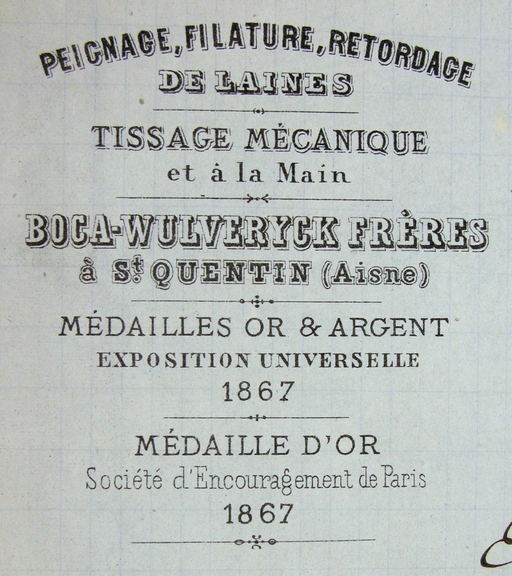 PEIGNAGE, FILATURE, RETORDAGE
DE LAINES
TISSAGE MÉCANIQUE
et à la Main
BOCA-WULVERYCK FRÈRES
à St QUENTIN (Aisne)
MÉDAILLES OR & ARGENT
EXPOSITION UNIVERSELLE
1867
MÉDAILLE D'OR
Société d'Encouragement de Paris
1867